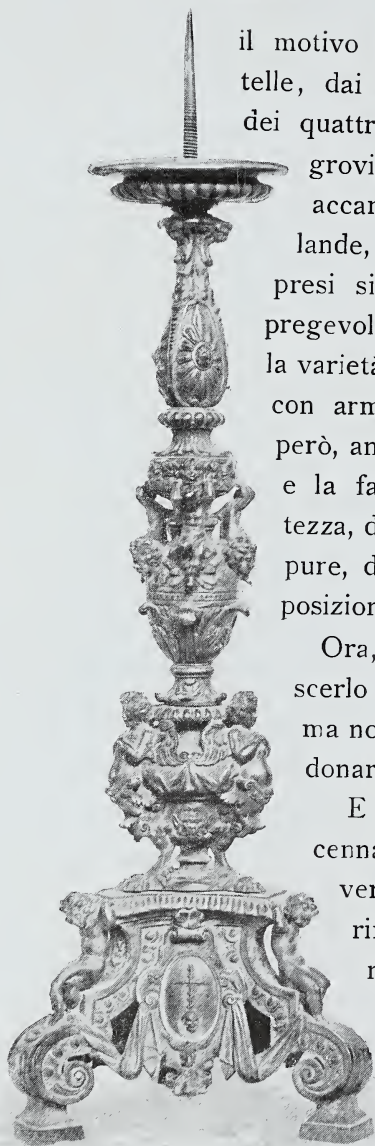 il motivo
telle, dai
dei quattr
grovi
accar
lande,
presi si
pregevol
la varietà
con arm
però, an
e la fa
tezza, d
pure, d
posizion
Ora,
scerlo
ma no
donar
E
cenna
ver
ri